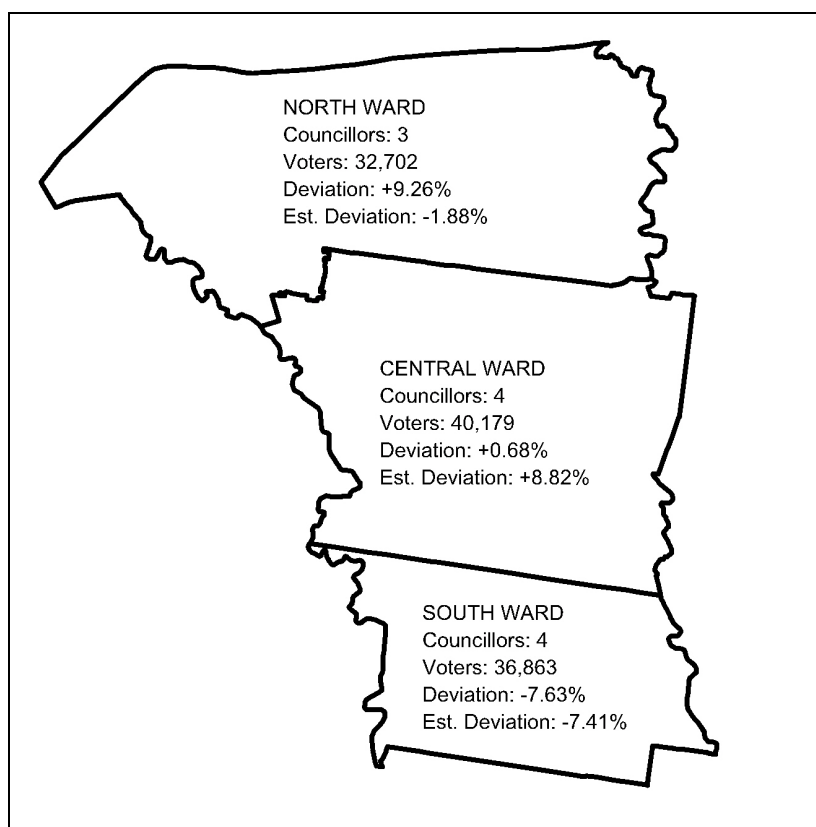 NORTH WARD
Councillors: 3
Voters: 32,702
Deviation: +9.26%
Est. Deviation: -1.88%
CENTRAL WARD
Councillors: 4
Voters: 40,179
Deviation: +0.68%
Est. Deviation: +8.82%
SOUTH WARD
Councillors: 4
Voters: 36,863
Deviation: -7.63%
Est. Deviation: -7.41%